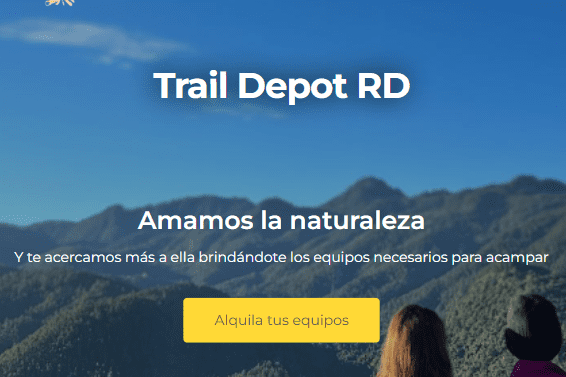 Trail Depot RD
Amamos la naturaleza
Y te acercamos más a ella brindándote los equipos necesarios para acampar
Alquila tus equipos